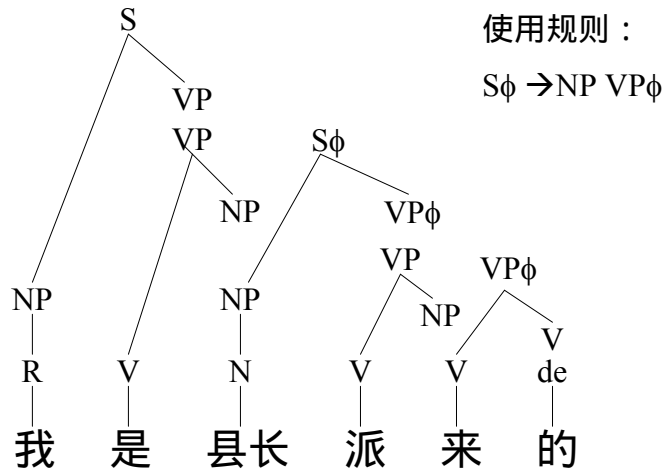 S
使用规则：
VP
Sϕ →NP VPϕ
VP Sϕ
NP VPϕ
VP VPϕ
NP NP NP
V
R V N V V de
我 是 县长 派 来 的